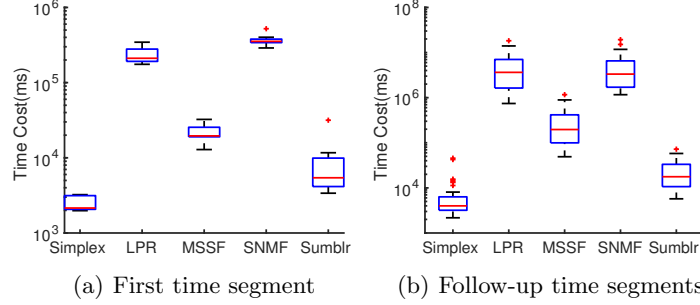 10^6
10^5
10^4
10^3
Time Cost(ms)
Simplex LPR MSSF SNMF Sumblr
(a) First time segment
10^8
10^6
10^4
Time Cost(ms)
Simplex LPR MSSF SNMF Sumblr
(b) Follow-up time segments